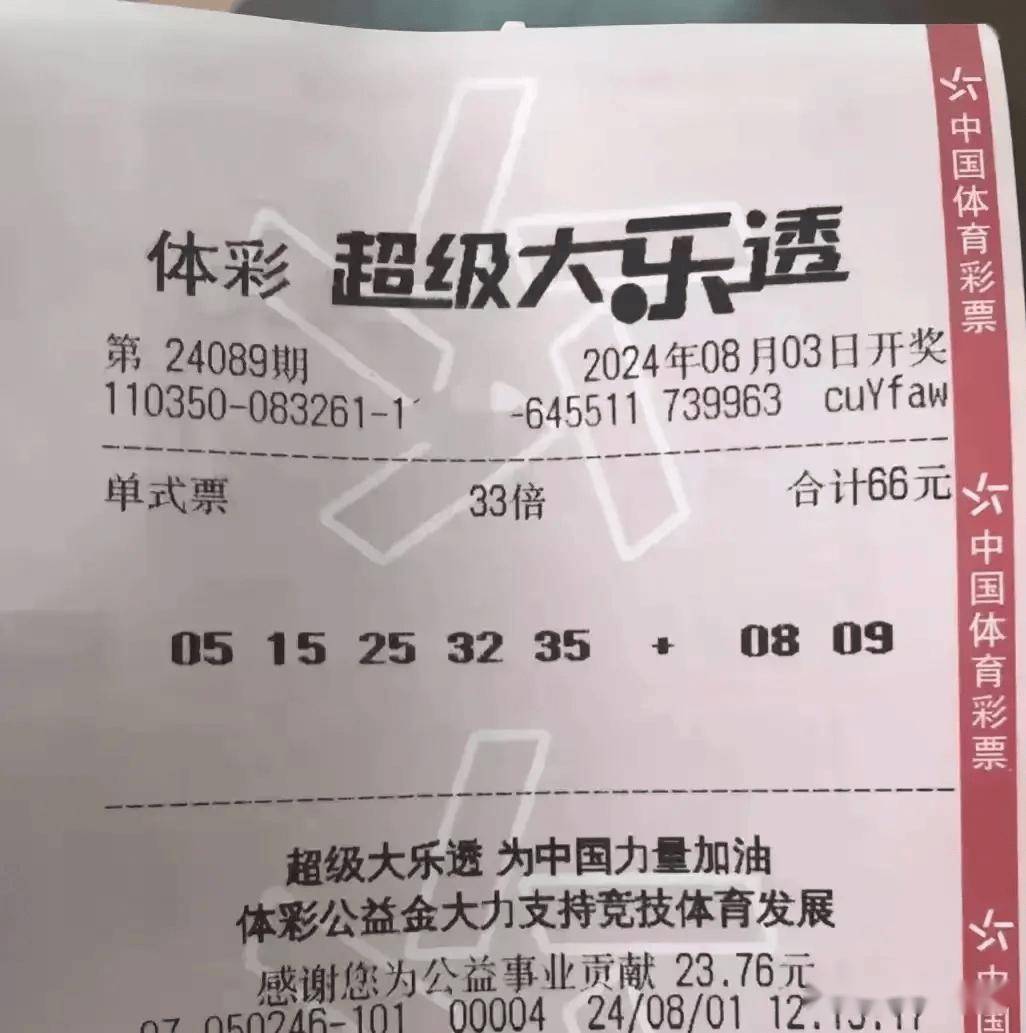 体彩 超级大乐透
第 24089期 2024年08月03日开奖
110350-083261-1 -645511 739963 cuYfaw
单式票 33倍 合计66元
05 15 25 32 35 + 08 09
超级大乐透 为中国力量加油
体彩公益金大力支持竞技体育发展
感谢您为公益事业贡献 23.76元
07 050246-101 00004 24/08/01
中国体育彩票
中国体育彩票
中国